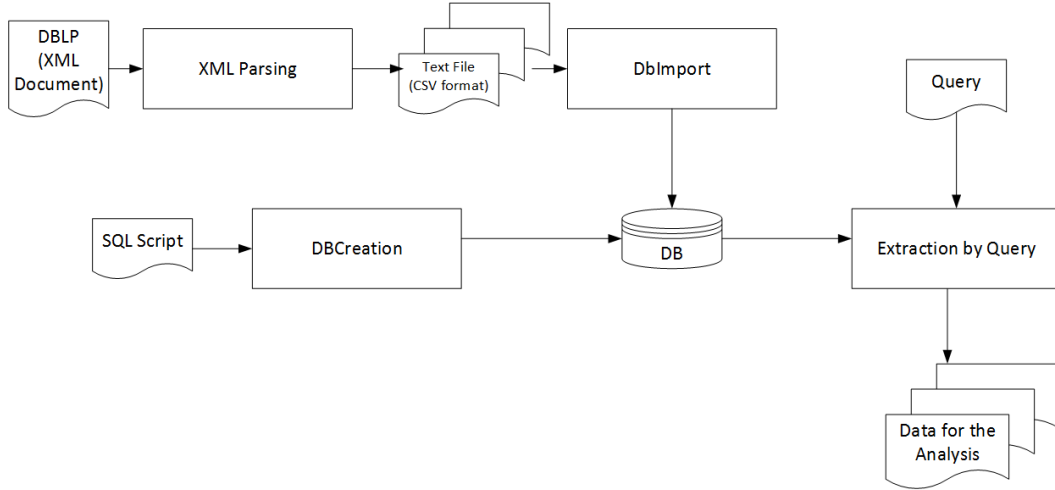 DBLP
(XML
Document)
XML Parsing
Text File
(CSV format)
DbImport
Query
SQL Script
DBCreation
DB
Extraction by Query
Data for the
Analysis